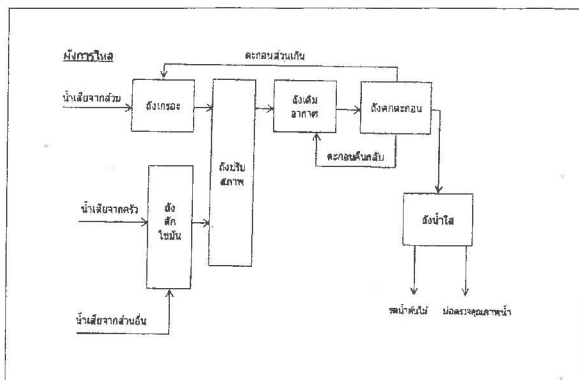 ผังการไหล
ตะกอนส่วนเกิน
น้ำเสียจากส้วม
ถังเกรอะ
ถังเติม
อากาศ
ถังตกตะกอน
ถังปรับ
สภาพ
ตะกอนคืนกลับ
น้ำเสียจากครัว
ถัง
ดัก
ไขมัน
ถังน้ำใส
น้ำเสียจากส่วนอื่น
รดน้ำต้นไม้
บ่อตรวจคุณภาพน้ำ